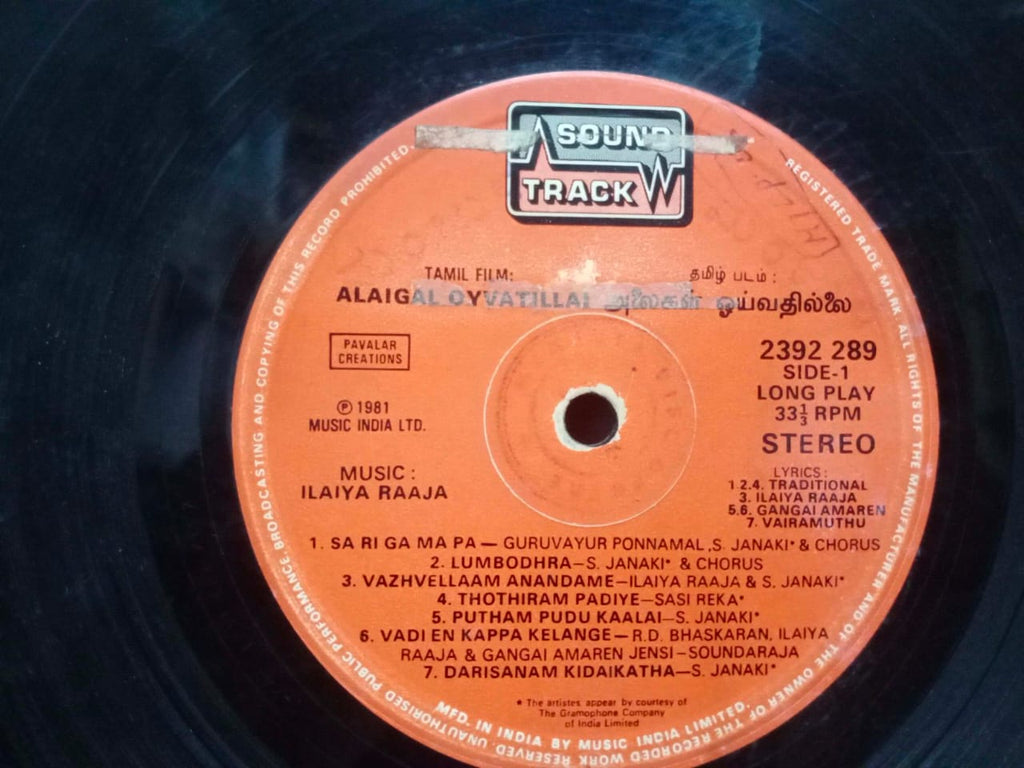 SOUND
TRACK
TAMIL FILM: தமிழ் படம் :
ALAIGAL OYVATILLAI அலைகள் ஓய்வதில்லை
PAVALAR
CREATIONS
℗ 1981
MUSIC INDIA LTD.
MUSIC :
ILAIYA RAAJA
2392 289
SIDE-1
LONG PLAY
33⅓ RPM
STEREO
LYRICS :
1.2.4. TRADITIONAL
3. ILAIYA RAAJA
5.6. GANGAI AMAREN
7. VAIRAMUTHU
1. SA RI GA MA PA — GURUVAYUR PONNAMAL, S. JANAKI* & CHORUS
2. LUMBODHRA—S. JANAKI* & CHORUS
3. VAZHVELLAAM ANANDAME—ILAIYA RAAJA & S. JANAKI*
4. THOTHIRAM PADIYE—SASI REKA*
5. PUTHAM PUDU KAALAI—S. JANAKI*
6. VADI EN KAPPA KELANGE— R.D. BHASKARAN, ILAIYA
RAAJA & GANGAI AMAREN JENSI – SOUNDARAJA
7. DARISANAM KIDAIKATHA—S. JANAKI*
* The artistes appear by courtesy of
The Gramophone Company
of India Limited
MFD. IN INDIA BY MUSIC INDIA LIMITED.
REGISTERED TRADE MARK ALL RIGHTS OF THE MANUFACTURER AND OF THE OWNER OF THE RECORDED WORK RESERVED. UNAUTHORISED PUBLIC PERFORMANCE, BROADCASTING AND COPYING OF THIS RECORD PROHIBITED.